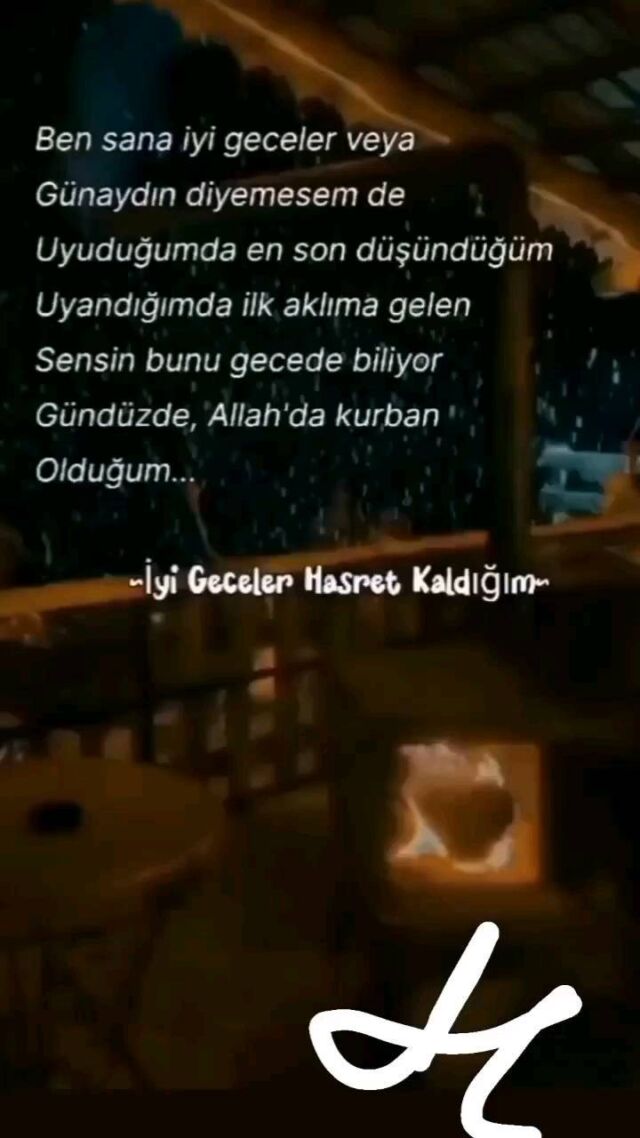 Ben sana iyi geceler veya
Günaydın diyemesem de
Uyuduğumda en son düşündüğüm
Uyandığımda ilk aklıma gelen
Sensin bunu gecede biliyor
Gündüzde, Allah'da kurban
Olduğum...
~İyi Geceler Hasret Kaldığım~